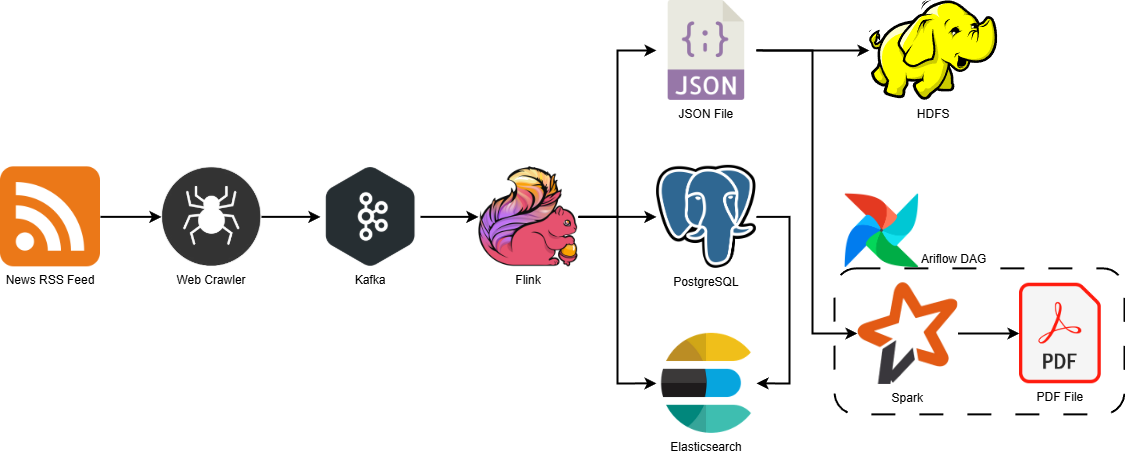 {;}
JSON
JSON File
HDFS
News RSS Feed
Web Crawler
Kafka
Flink
PostgreSQL
Ariflow DAG
PDF
Spark
PDF File
Elasticsearch